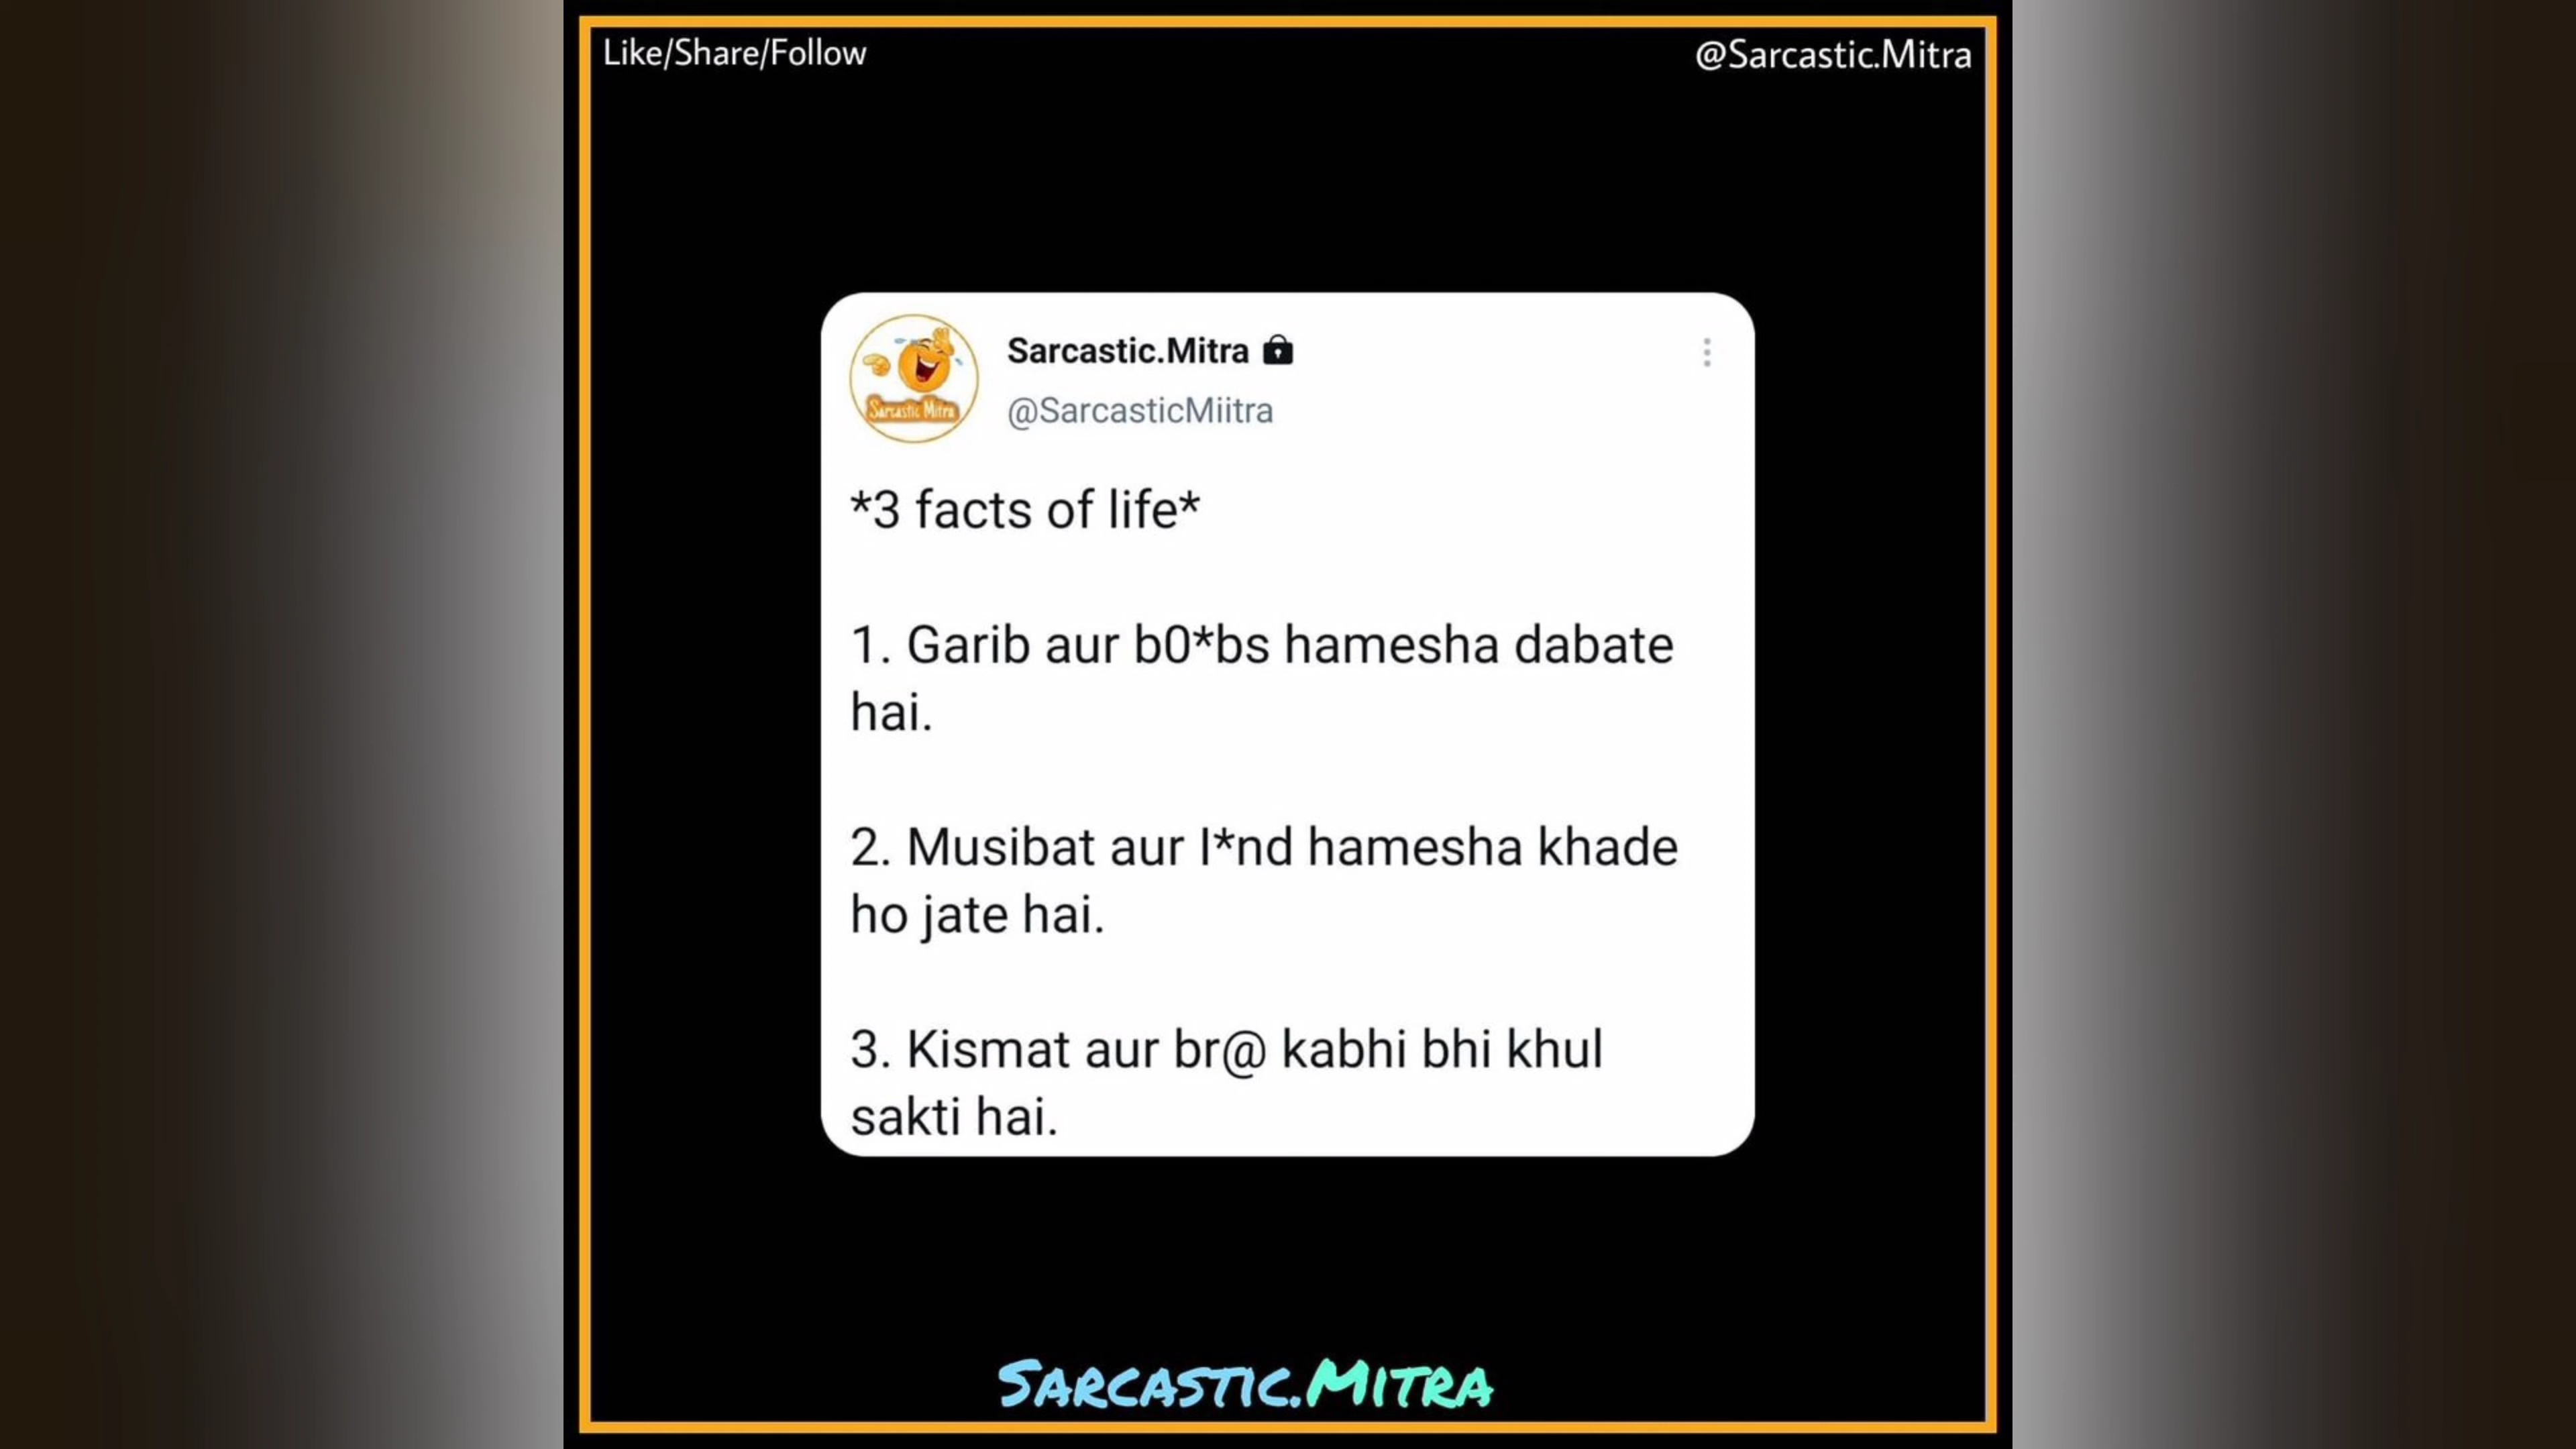 Like/Share/Follow
@Sarcastic.Mitra
Sarcastic Mitra
Sarcastic.Mitra
@SarcasticMiitra
*3 facts of life*
1. Garib aur b0*bs hamesha dabate
hai.
2. Musibat aur l*nd hamesha khade
ho jate hai.
3. Kismat aur br@ kabhi bhi khul
sakti hai.
SARCASTIC.MITRA